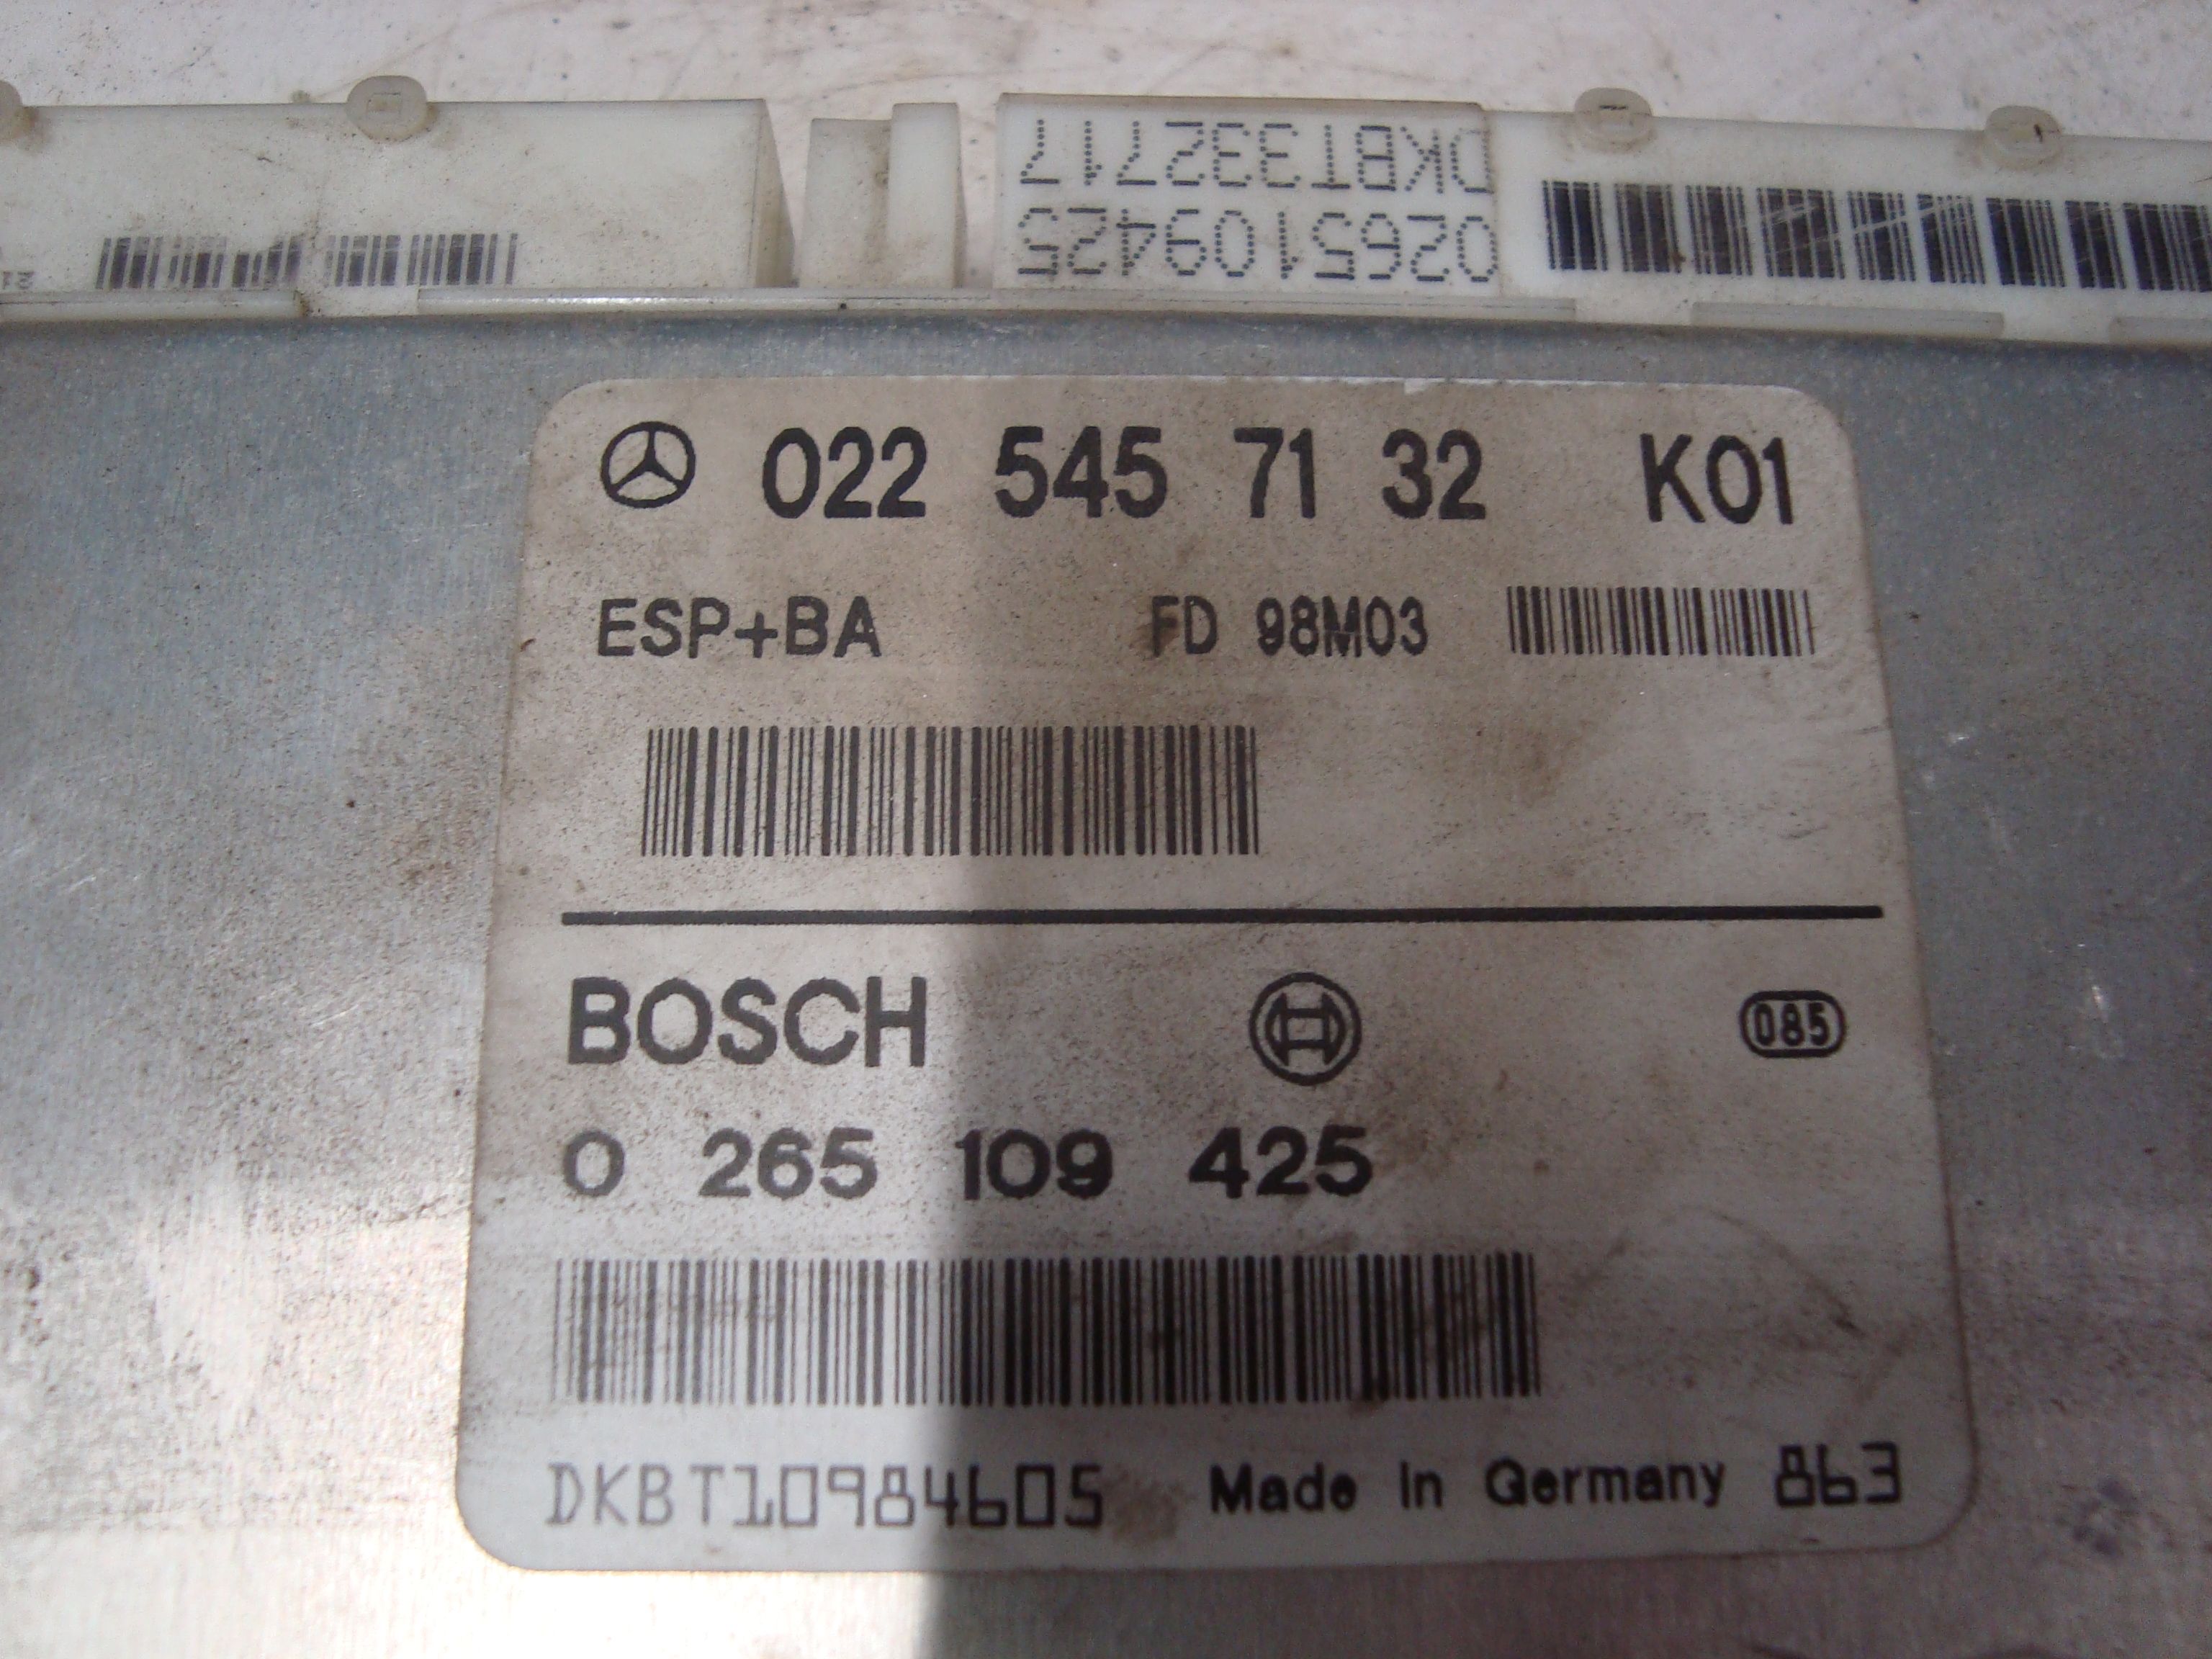 DKBT332717
0265109425
022 545 71 32 K01
ESP+BA FD 98M03
BOSCH 085
0 265 109 425
DKBT10984605 Made In Germany 863